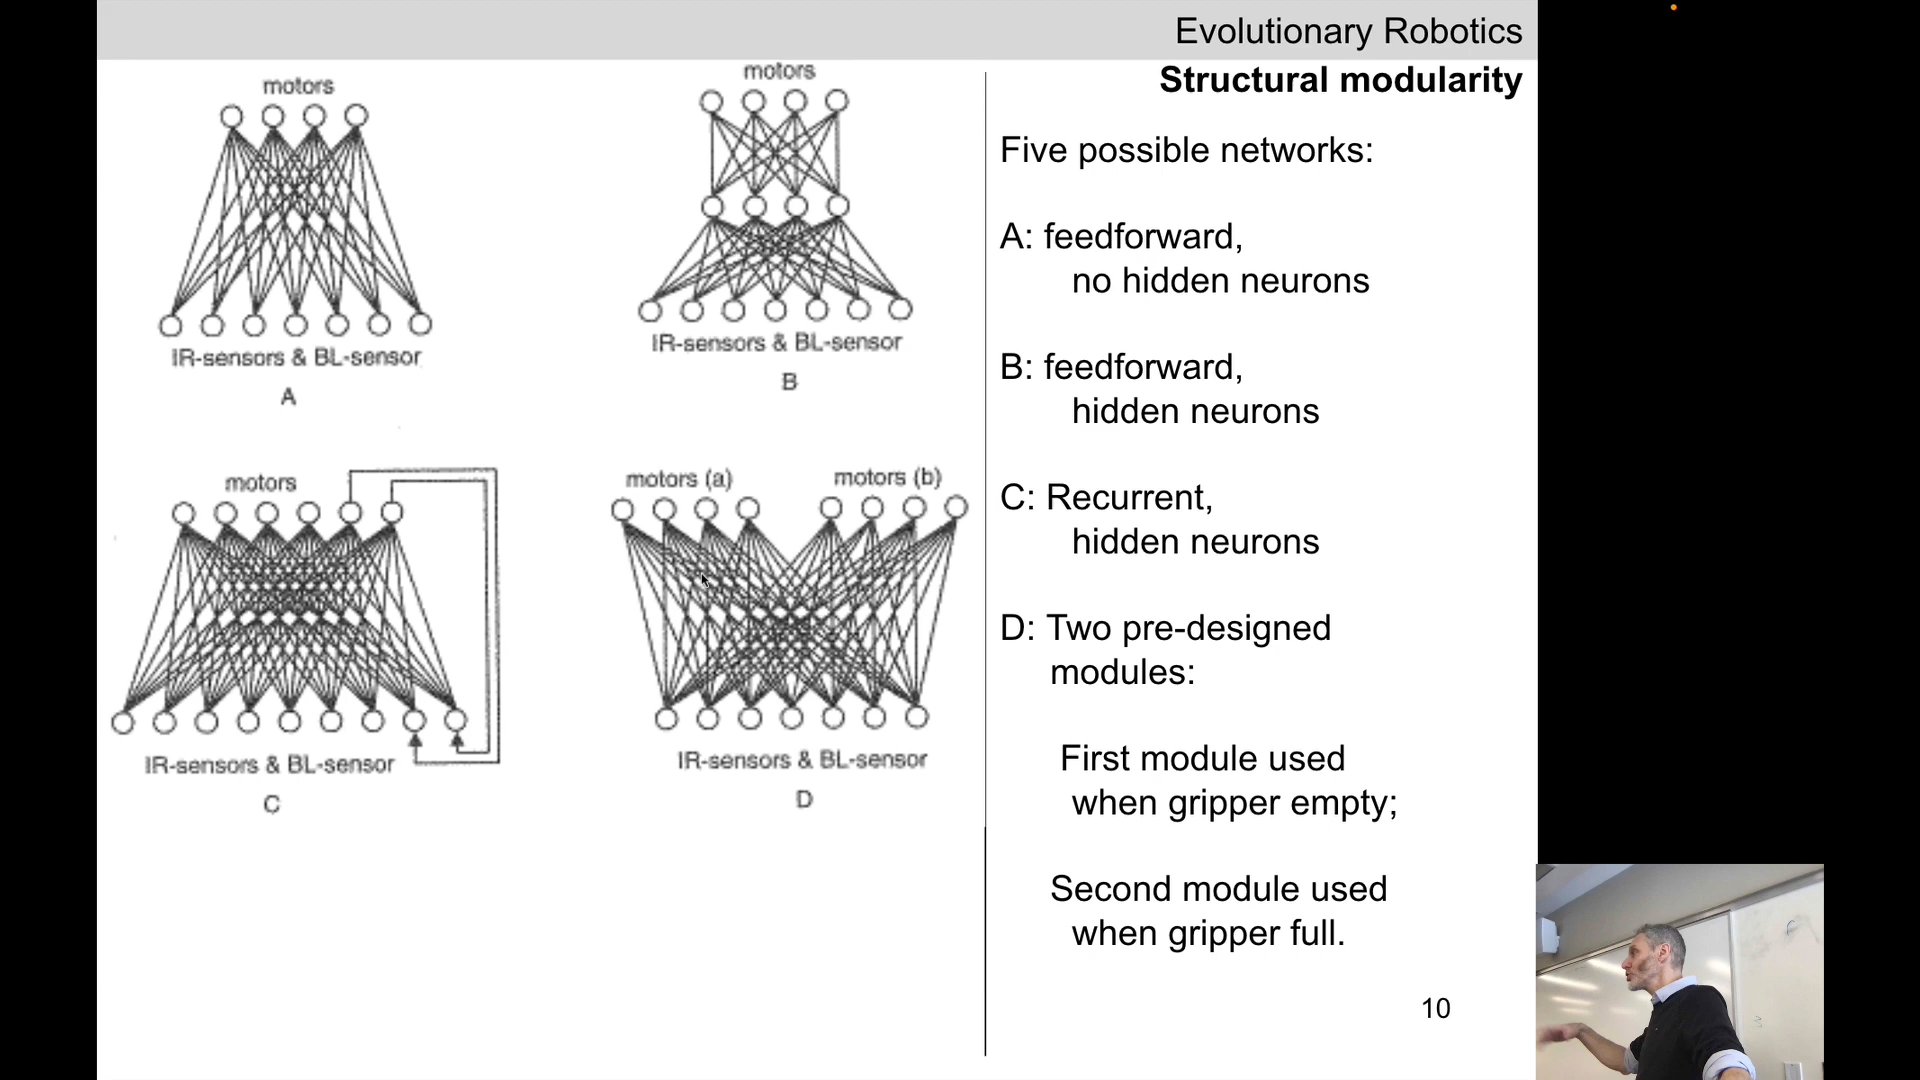 Evolutionary Robotics
Structural modularity
motors
IR-sensors & BL-sensor
A
motors
IR-sensors & BL-sensor
B
motors
IR-sensors & BL-sensor
C
motors (a)
motors (b)
IR-sensors & BL-sensor
D
Five possible networks:
A: feedforward,
no hidden neurons
B: feedforward,
hidden neurons
C: Recurrent,
hidden neurons
D: Two pre-designed
modules:
First module used
when gripper empty;
Second module used
when gripper full.
10